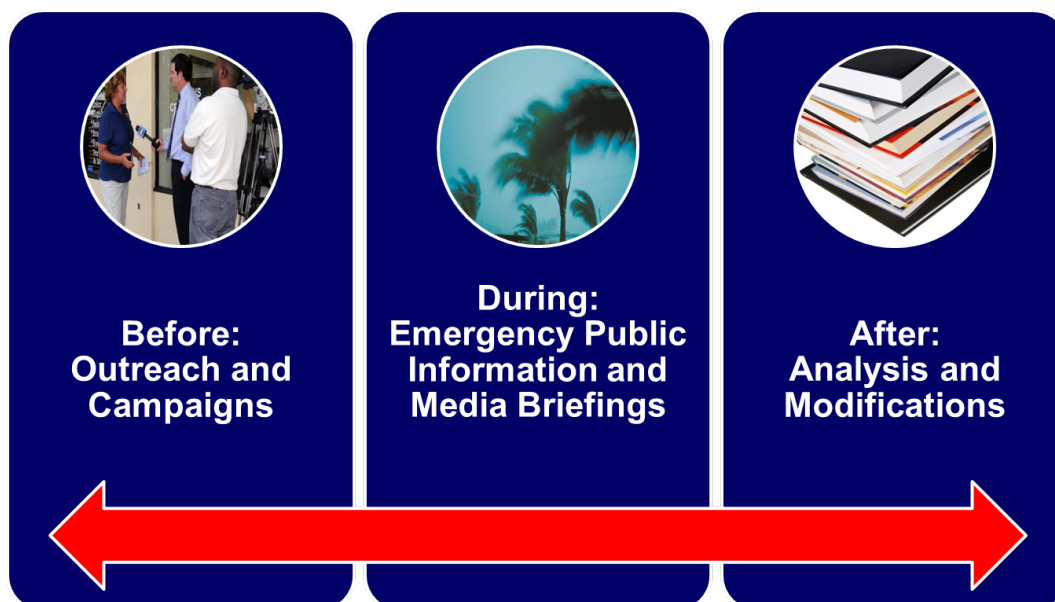 Before:
Outreach and
Campaigns
During:
Emergency Public
Information and
Media Briefings
After:
Analysis and
Modifications